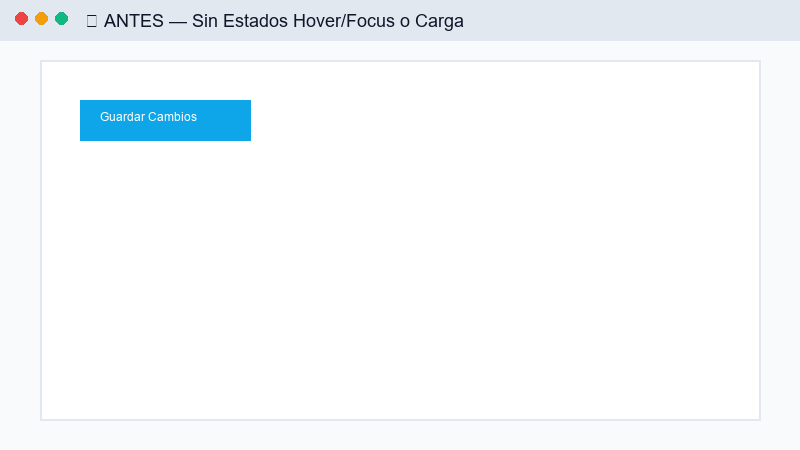 ANTES — Sin Estados Hover/Focus o Carga
Guardar Cambios